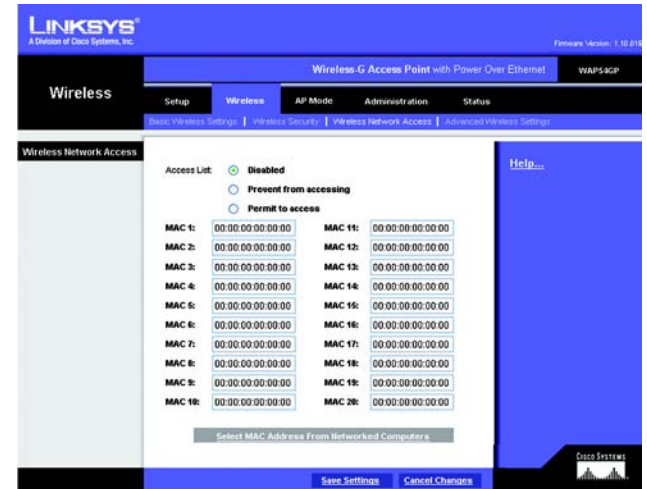 LINKSYS®
A Division of Cisco Systems, Inc.
Firmware Version: 1.10
Wireless-G Access Point with Power Over Ethernet
WAP54GP
Wireless
Setup
Wireless
AP Mode
Administration
Status
Basic Wireless Settings | Wireless Security | Wireless Network Access | Advanced Wireless Settings
Wireless Network Access
Help...
Access List: Disabled
Prevent from accessing
Permit to access
MAC 1: 00:00:00:00:00:00 MAC 11: 00:00:00:00:00:00
MAC 2: 00:00:00:00:00:00 MAC 12: 00:00:00:00:00:00
MAC 3: 00:00:00:00:00:00 MAC 13: 00:00:00:00:00:00
MAC 4: 00:00:00:00:00:00 MAC 14: 00:00:00:00:00:00
MAC 5: 00:00:00:00:00:00 MAC 15: 00:00:00:00:00:00
MAC 6: 00:00:00:00:00:00 MAC 16: 00:00:00:00:00:00
MAC 7: 00:00:00:00:00:00 MAC 17: 00:00:00:00:00:00
MAC 8: 00:00:00:00:00:00 MAC 18: 00:00:00:00:00:00
MAC 9: 00:00:00:00:00:00 MAC 19: 00:00:00:00:00:00
MAC 10: 00:00:00:00:00:00 MAC 20: 00:00:00:00:00:00
Select MAC Address From Networked Computers
Save Settings
Cancel Changes
CISCO SYSTEMS